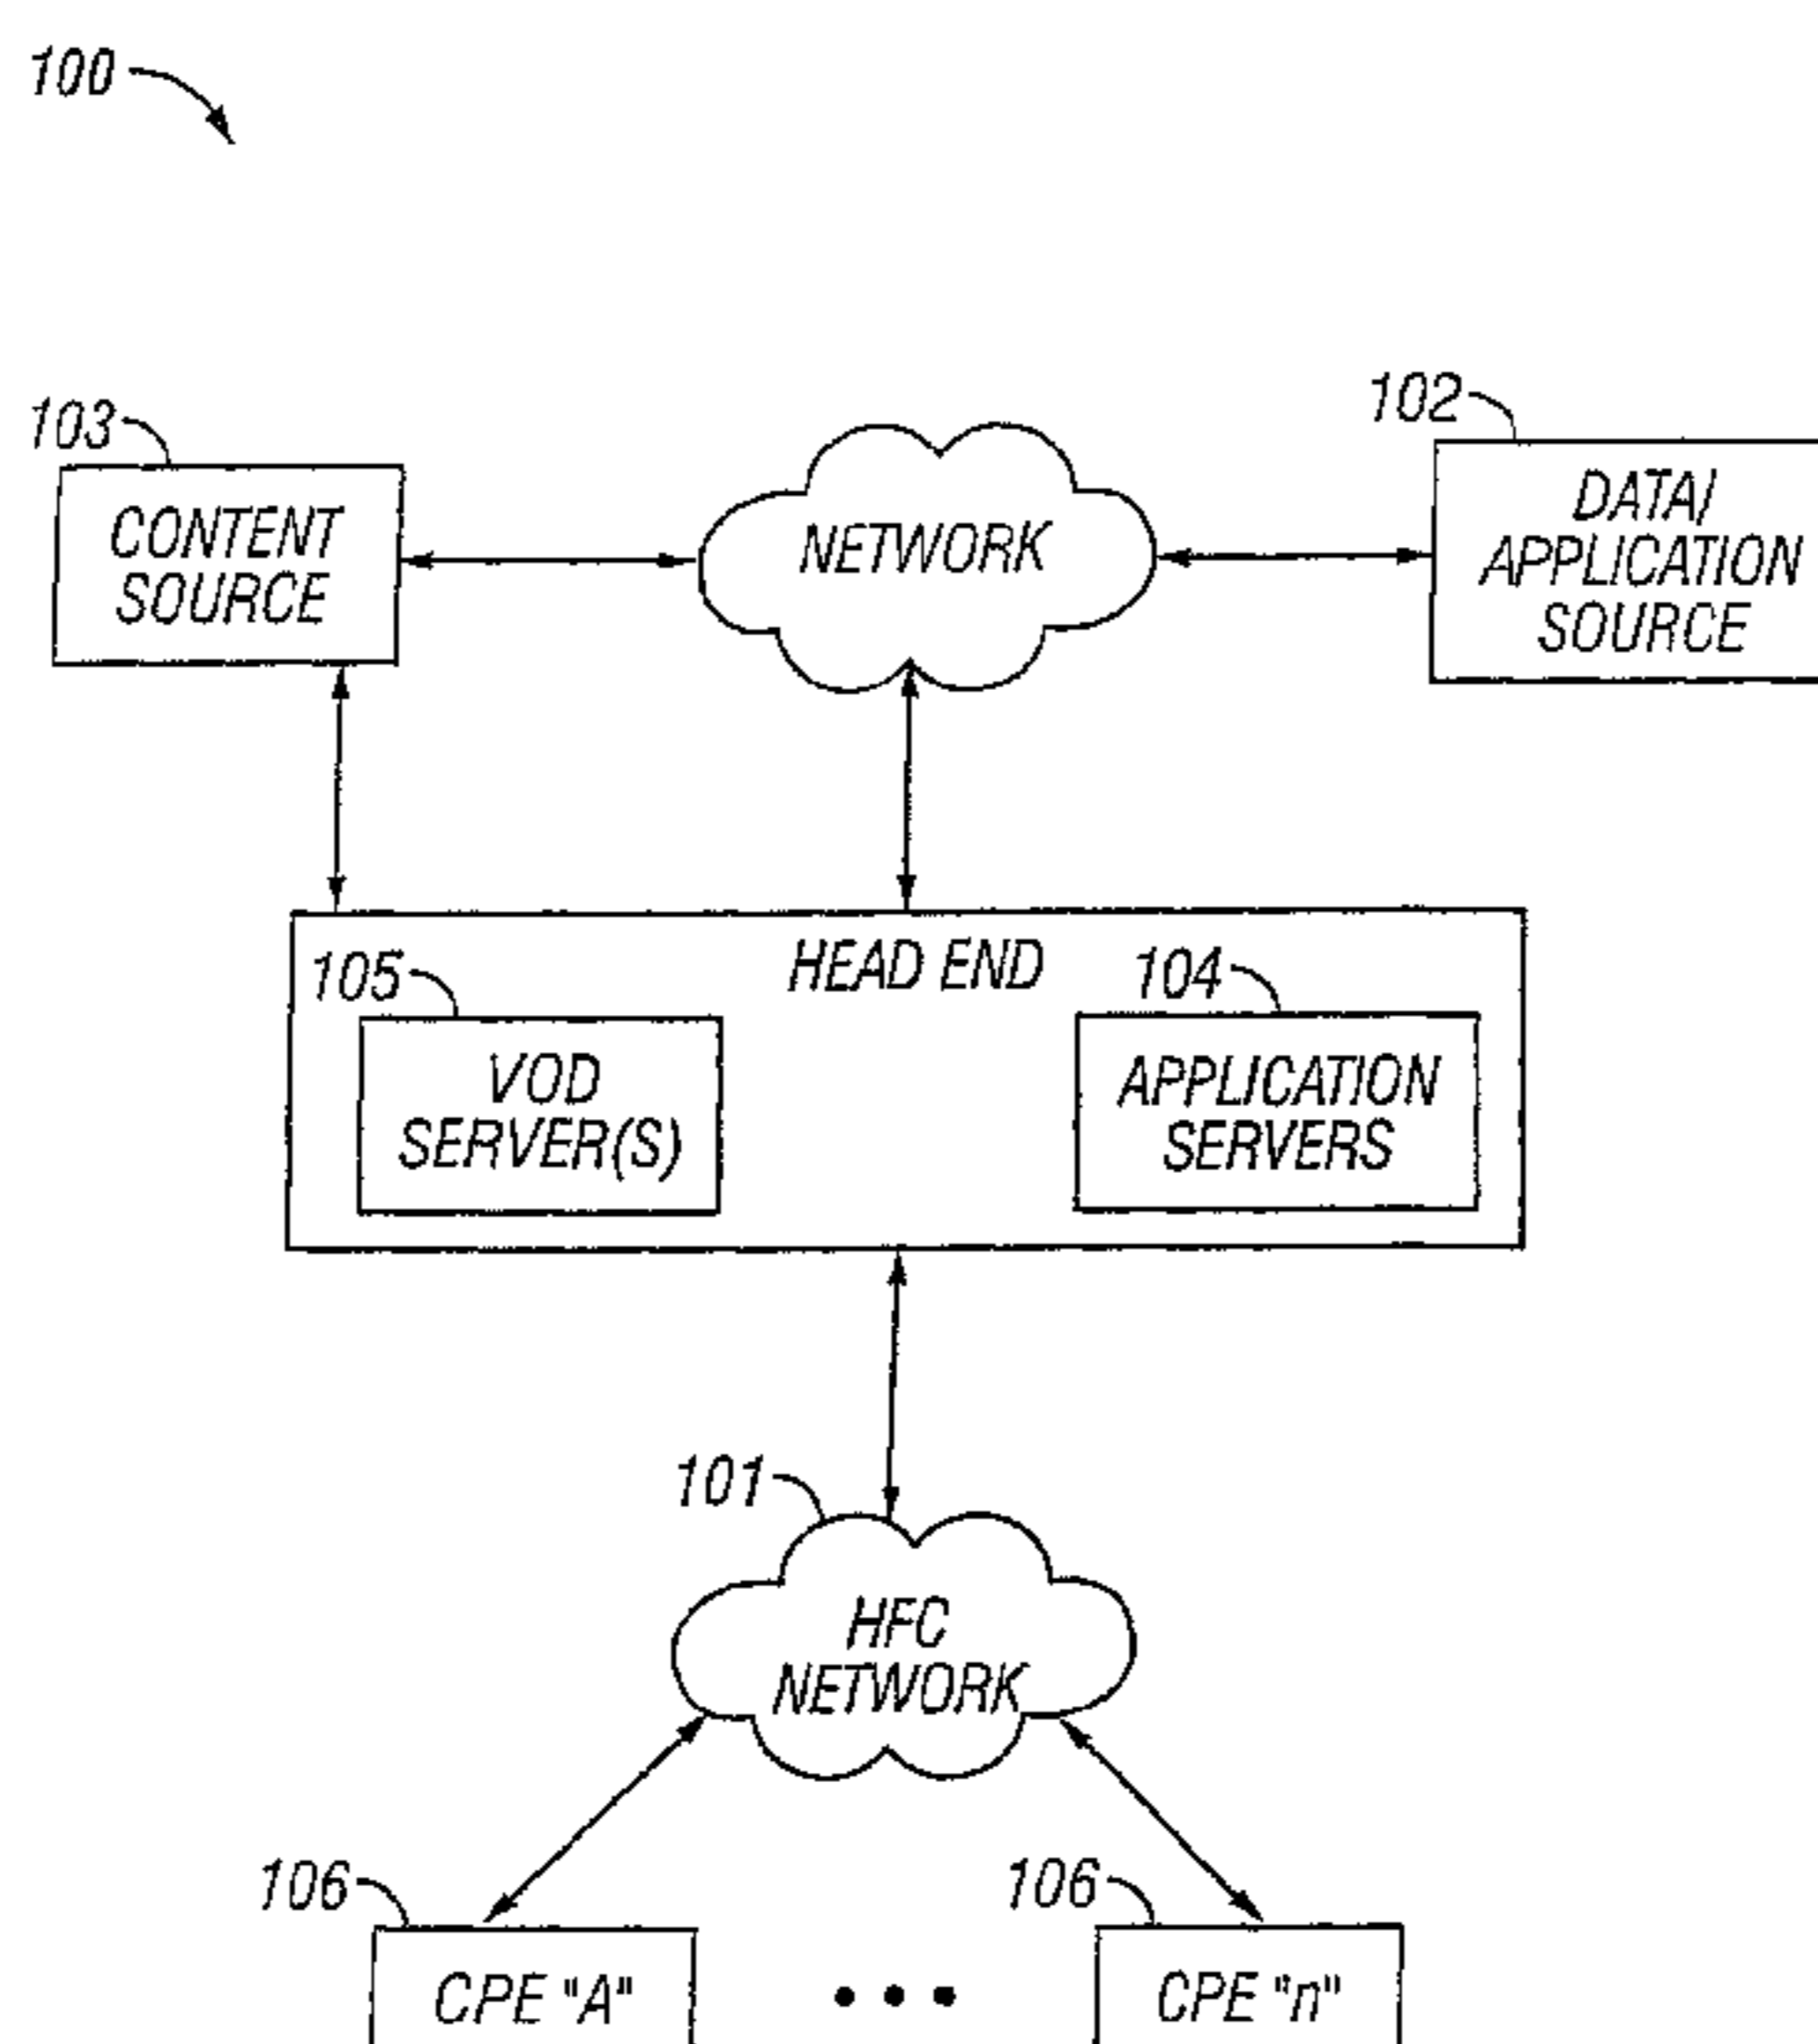 100
103
102
CONTENT
SOURCE
NETWORK
DATA/
APPLICATION
SOURCE
HEAD END
105
104
VOD
SERVER(S)
APPLICATION
SERVERS
101
HFC
NETWORK
106
106
CPE "A"
• • •
CPE "n"